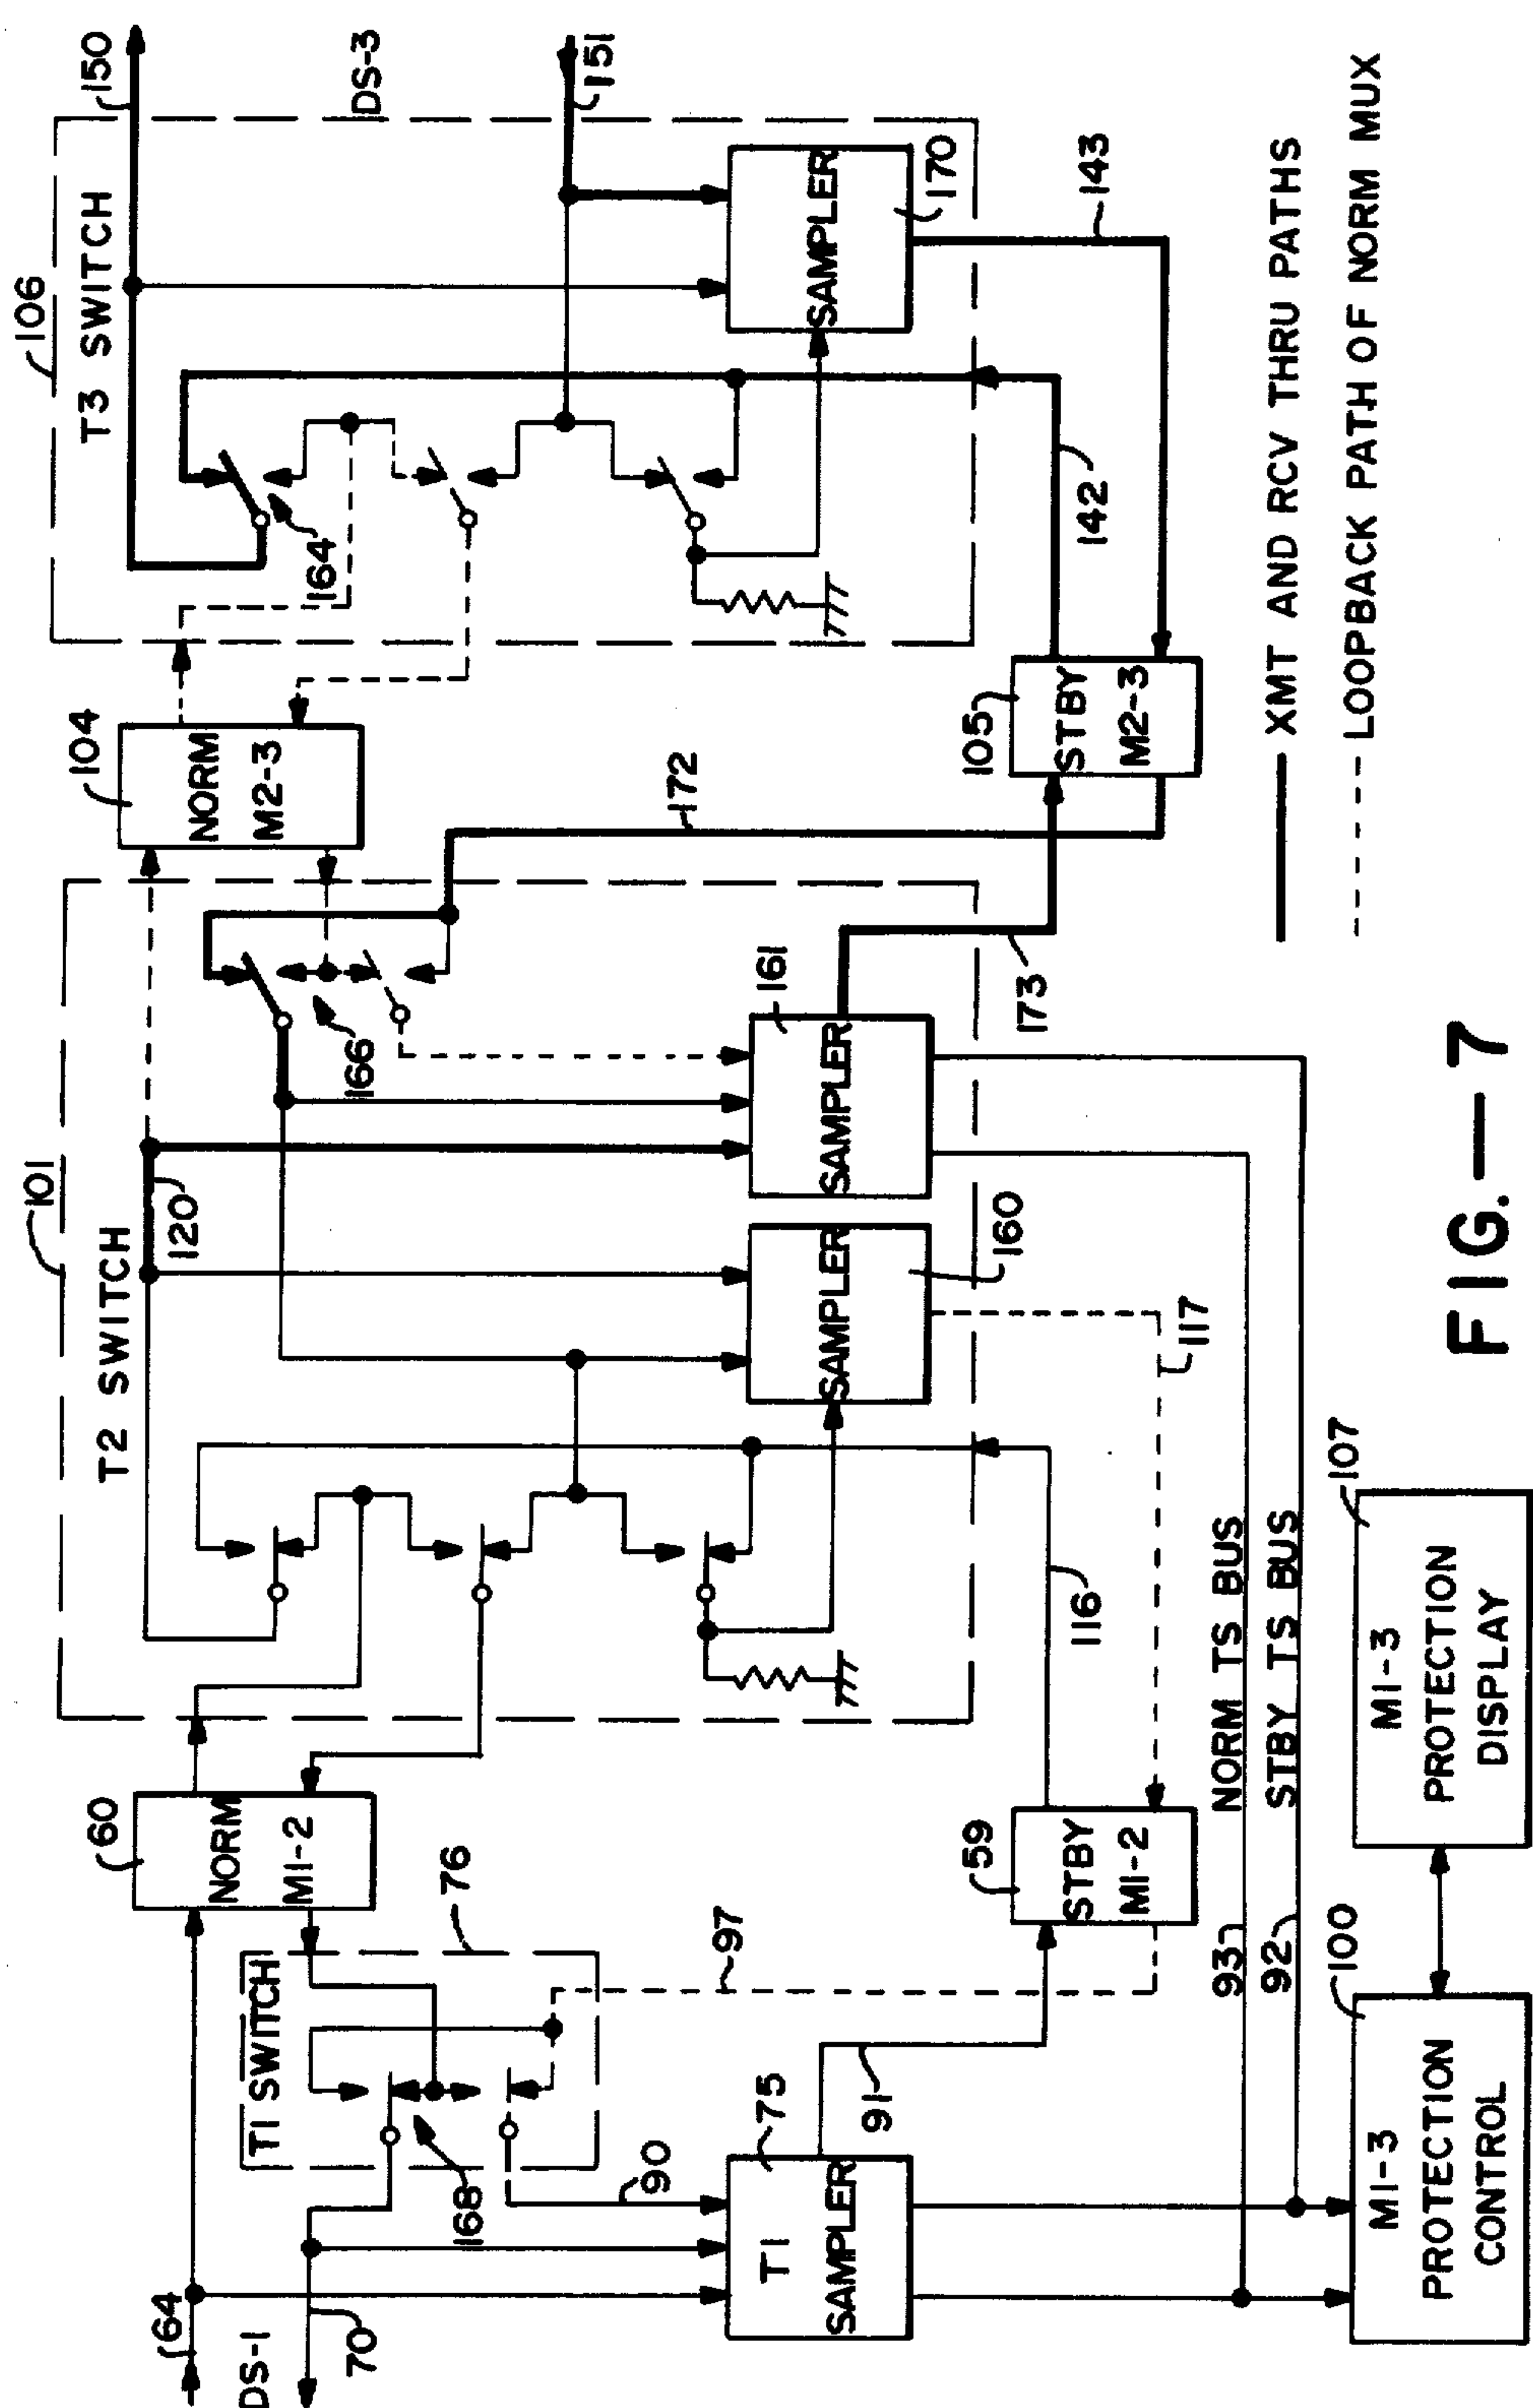 106
T3 SWITCH
150
DS-3
151
164
SAMPLER
170
143
142
104
NORM
M2-3
105
STBY
M2-3
172
101
T2 SWITCH
120
166
161
SAMPLER
173
SAMPLER
160
117
116
60
NORM
M1-2
59
STBY
M1-2
76
T1 SWITCH
97
168
90
91
75
T1
SAMPLER
64
DS-1
70
93
NORM TS BUS
92
STBY TS BUS
100
M1-3
PROTECTION
CONTROL
107
M1-3
PROTECTION
DISPLAY
XMT AND RCV THRU PATHS
LOOPBACK PATH OF NORM MUX
FIG.—7